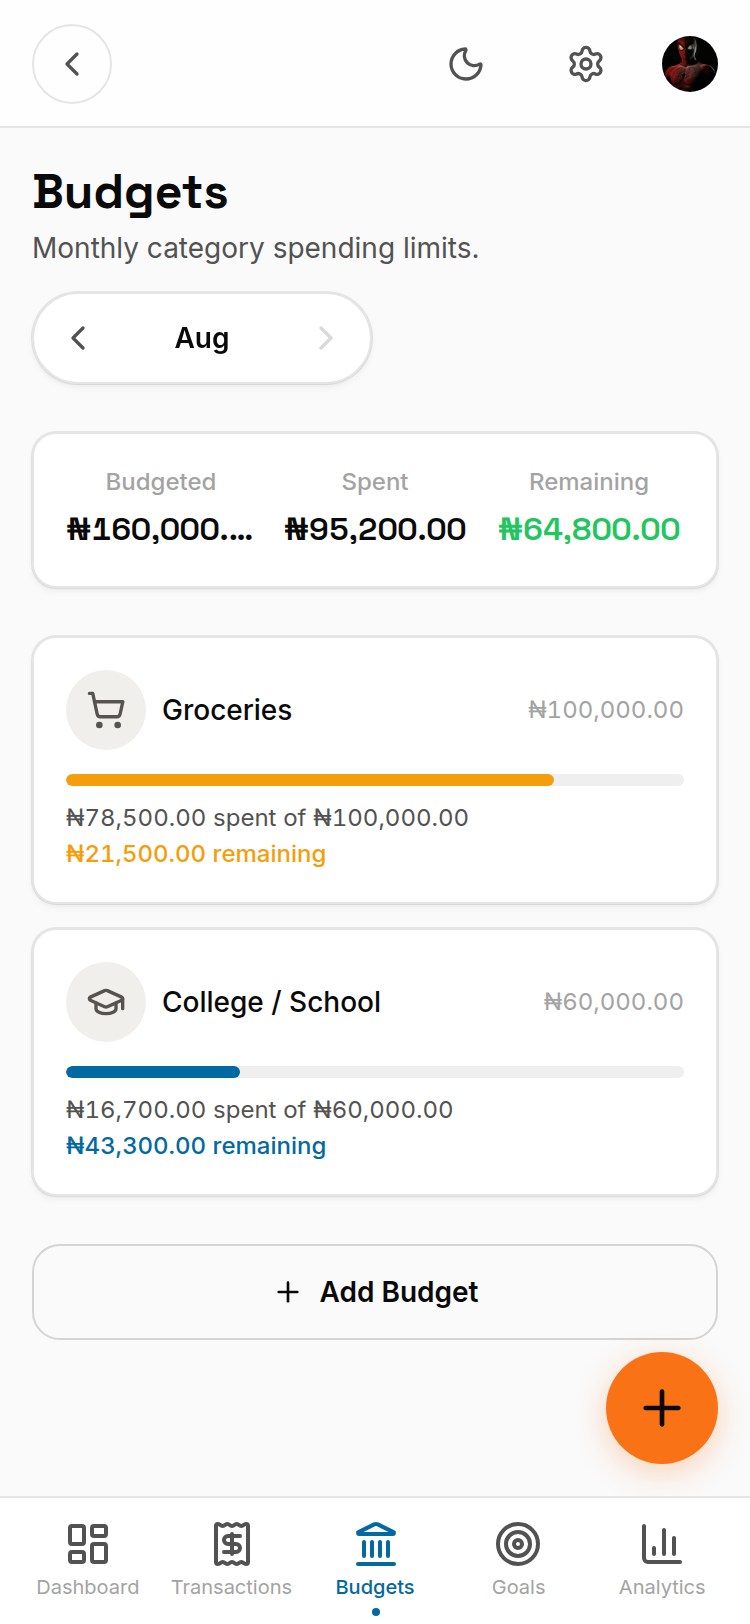 Budgets
Monthly category spending limits.
Aug
Budgeted Spent Remaining
₦160,000.... ₦95,200.00 ₦64,800.00
Groceries ₦100,000.00
₦78,500.00 spent of ₦100,000.00
₦21,500.00 remaining
College / School ₦60,000.00
₦16,700.00 spent of ₦60,000.00
₦43,300.00 remaining
Add Budget
Dashboard Transactions Budgets Goals Analytics